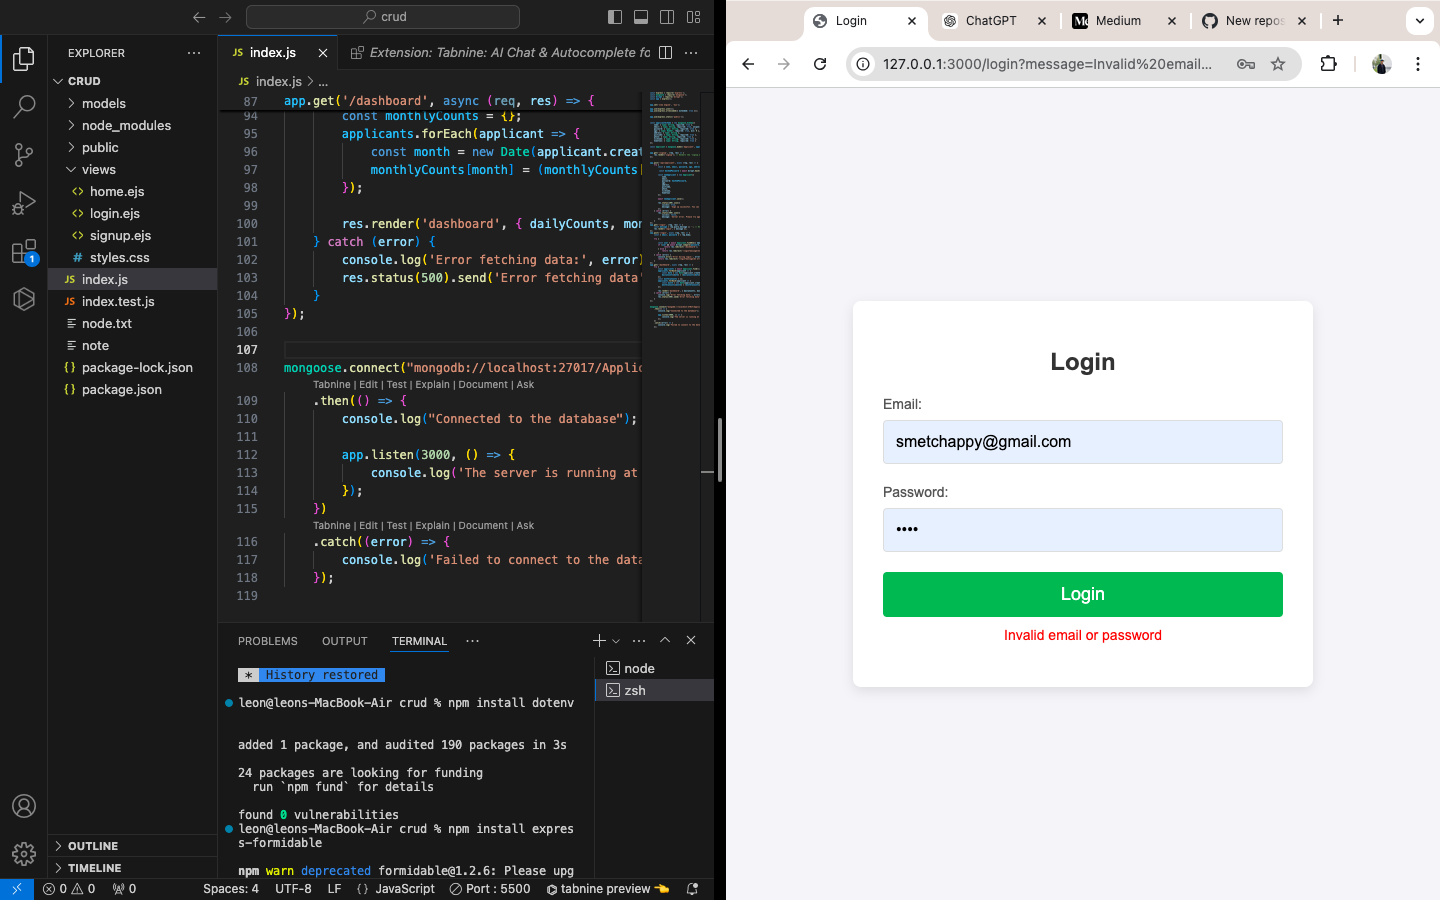 crud
EXPLORER
CRUD
models
node_modules
public
views
home.ejs
login.ejs
signup.ejs
# styles.css
JS index.js
JS index.test.js
node.txt
note
{} package-lock.json
{} package.json
OUTLINE
TIMELINE
1
JS index.js
Extension: Tabnine: AI Chat & Autocomplete fo
JS index.js > ...
87 app.get('/dashboard', async (req, res) => {
94 const monthlyCounts = {};
95 applicants.forEach(applicant => {
96 const month = new Date(applicant.creat
97 monthlyCounts[month] = (monthlyCounts[
98 });
99
100 res.render('dashboard', { dailyCounts, mon
101 } catch (error) {
102 console.log('Error fetching data:', error)
103 res.status(500).send('Error fetching data'
104 }
105 });
106
107
108 mongoose.connect("mongodb://localhost:27017/Applic
Tabnine | Edit | Test | Explain | Document | Ask
109 .then(() => {
110 console.log("Connected to the database");
111
112 app.listen(3000, () => {
113 console.log('The server is running at
114 });
115 })
Tabnine | Edit | Test | Explain | Document | Ask
116 .catch((error) => {
117 console.log('Failed to connect to the data
118 });
119
PROBLEMS OUTPUT TERMINAL
node
zsh
* History restored
leon@leons-MacBook-Air crud % npm install dotenv
added 1 package, and audited 190 packages in 3s
24 packages are looking for funding
run `npm fund` for details
found 0 vulnerabilities
leon@leons-MacBook-Air crud % npm install expres
s-formidable
npm warn deprecated formidable@1.2.6: Please upg
0 0 0 Spaces: 4 UTF-8 LF {} JavaScript Port : 5500 tabnine preview
Login ChatGPT Medium New repos
127.0.0.1:3000/login?message=Invalid%20email...
Login
Email:
smetchappy@gmail.com
Password:
••••
Login
Invalid email or password